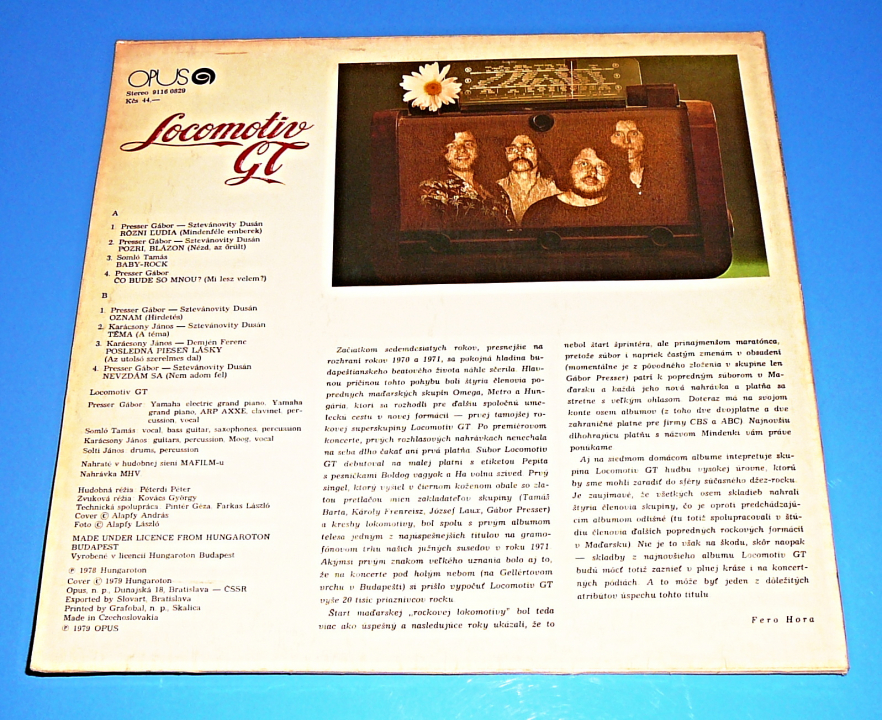 OPUS
Stereo 9116 0829
Kčs 44,—
Locomotiv
GT
A
1. Presser Gábor — Sztevánovity Dusán
RÔZNI ĽUDIA (Mindenféle emberek)
2. Presser Gábor — Sztevánovity Dusán
POZRI, BLÁZON (Nézd, az őrült)
3. Somló Tamás
BABY-ROCK
4. Presser Gábor
ČO BUDE SO MNOU? (Mi lesz velem?)
B
1. Presser Gábor — Sztevánovity Dusán
OZNAM (Hirdetés)
2. Karácsony János — Sztevánovity Dusán
TÉMA (A téma)
3. Karácsony János — Demjén Ferenc
POSLEDNÁ PIESEŇ LÁSKY
(Az utolsó szerelmes dal)
4. Presser Gábor — Sztevánovity Dusán
NEVZDÁM SA (Nem adom fel)
Locomotiv GT
Presser Gábor Yamaha electric grand piano, Yamaha
grand piano, ARP AXXE, clavinet, per-
cussion, vocal
Somló Tamás vocal, bass guitar, saxophones, percussion
Karácsony János guitars, percussion, Moog, vocal
Solti János drums, percussion
Nahraté v hudobnej sieni MAFILM-u
Nahrávka MHV
Hudobná réžia Péterdi Péter
Zvuková réžia Kovács György
Technická spolupráca Pintér Géza, Farkas László
Cover © Alapfy András
Foto © Alapfy László
MADE UNDER LICENCE FROM HUNGAROTON
BUDAPEST
Vyrobené v licencii Hungaroton Budapest
℗ 1978 Hungaroton
Cover © 1979 Hungaroton
Opus, n. p., Dunajská 18, Bratislava — ČSSR
Exported by Slovart, Bratislava
Printed by Grafobal, n. p., Skalica
Made in Czechoslovakia
℗ 1979 OPUS
Začiatkom sedemdesiatych rokov, presnejšie na
rozhraní rokov 1970 a 1971, sa pokojná hladina bu-
dapeštianskeho beatového života náhle sčerila. Hlav-
nou príčinou tohto pohybu boli štyria členovia po-
predných maďarských skupín Omega, Metro a Hun-
gária, ktorí sa rozhodli pre ďalšiu spoločnú ume-
leckú cestu v novej formácii — prvej tamojšej ro-
kovej superskupiny Locomotiv GT. Po premiérovom
koncerte, prvých rozhlasových nahrávkach nenechala
na seba dlho čakať ani prvá platňa. Súbor Locomotiv
GT debutoval na malej platni s etiketou Pepita
s pesničkami Boldog vagyok a Ha volna szíved. Prvý
singel, ktorý vyšiel v čiernom koženom obale so zla-
tou pretlačou mien zakladateľov skupiny (Tamás
Barta, Károly Frenreisz, József Laux, Gábor Presser)
a kresby lokomotívy, bol spolu s prvým albumom
telesa jedným z najúspešnejších titulov na gramo-
fónovom trhu našich južných susedov v roku 1971.
Akýmsi prvým znakom veľkého uznania bolo aj to,
že na koncerte pod holým nebom (na Gellértovom
vrchu v Budapešti) si prišlo vypočuť Locomotiv GT
vyše 20 tisíc priaznivcov rocku.
Štart maďarskej „rockovej lokomotívy" bol teda
viac ako úspešný a nasledujúce roky ukázali, že to
nebol štart šprintéra, ale prinajmenšom maratónca,
pretože súbor i napriek častým zmenám v obsadení
(momentálne je z pôvodného zloženia v skupine len
Gábor Presser) patrí k popredným súborom v Ma-
ďarsku a každá jeho nová nahrávka a platňa sa
stretne s veľkým ohlasom. Doteraz má na svojom
konte osem albumov (z toho dve dvojplatne a dve
zahraničné platne pre firmy CBS a ABC). Najnovšiu
dlhohrajúcu platňu s názvom Mindenki vám práve
ponúkame.
Aj na siedmom domácom albume intepretuje sku-
pina Locomotiv GT hudbu vysokej úrovne, ktorú
by sme mohli zaradiť do sféry súčasného džez-rocku.
Je zaujímavé, že všetkých osem skladieb nahrali
štyria členovia skupiny, čo je oproti predchádzajú-
cim albumom odlišné (tu totiž spolupracovali v štú-
diu členovia ďalších popredných rockových formácií
v Maďarsku). Nie je to však na škodu, skôr naopak
— skladby z najnovšieho albumu Locomotiv GT
budú môcť totiž zaznieť v plnej kráse i na koncert-
ných pódiách. A to môže byť jeden z dôležitých
atribútov úspechu tohto titulu.
Fero Hora